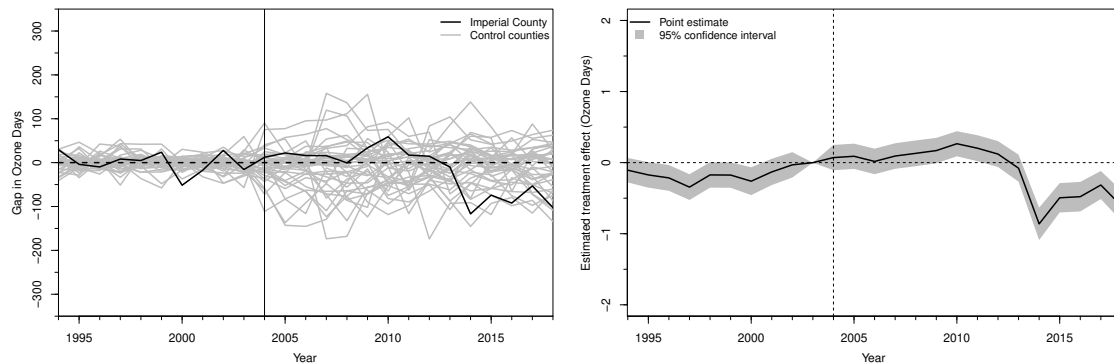 Imperial County
Control counties
Gap in Ozone Days
300
200
100
0
−100
−200
−300
1995 2000 2005 2010 2015
Year
Point estimate
95% confidence interval
Estimated treatment effect (Ozone Days)
2
1
0
−1
−2
1995 2000 2005 2010 2015
Year